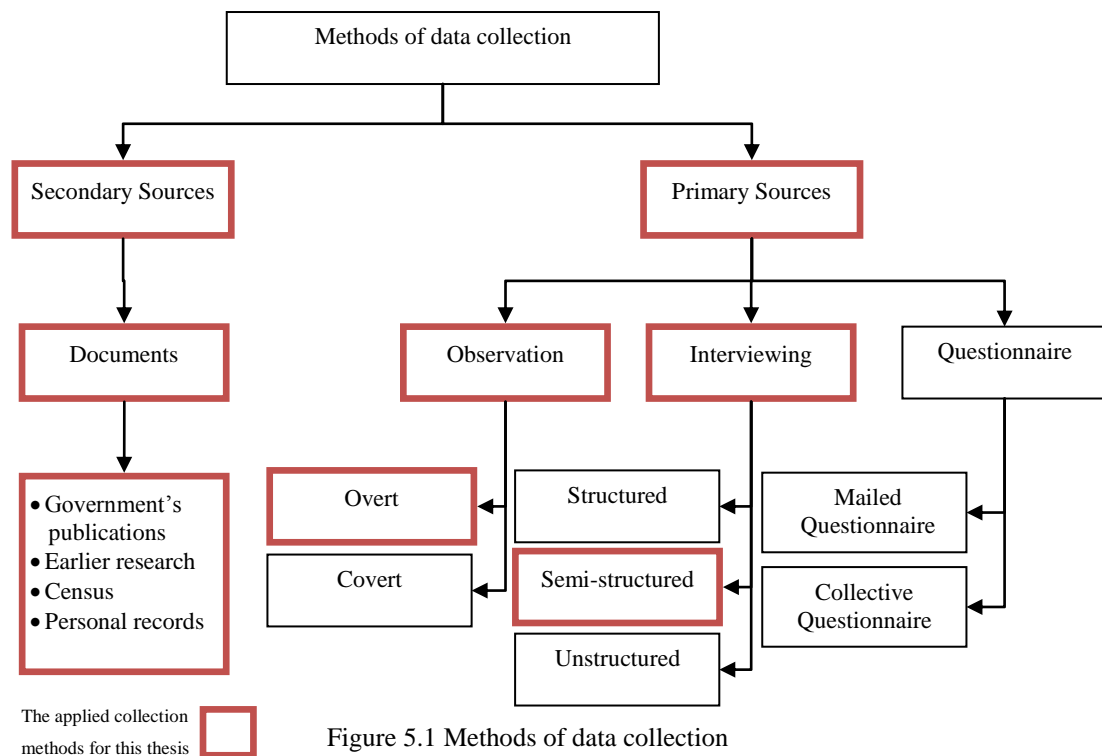 Methods of data collection
Secondary Sources
Primary Sources
Documents
Observation
Interviewing
Questionnaire
• Government's
publications
• Earlier research
• Census
• Personal records
Overt
Covert
Structured
Semi-structured
Unstructured
Mailed
Questionnaire
Collective
Questionnaire
The applied collection
methods for this thesis
Figure 5.1 Methods of data collection